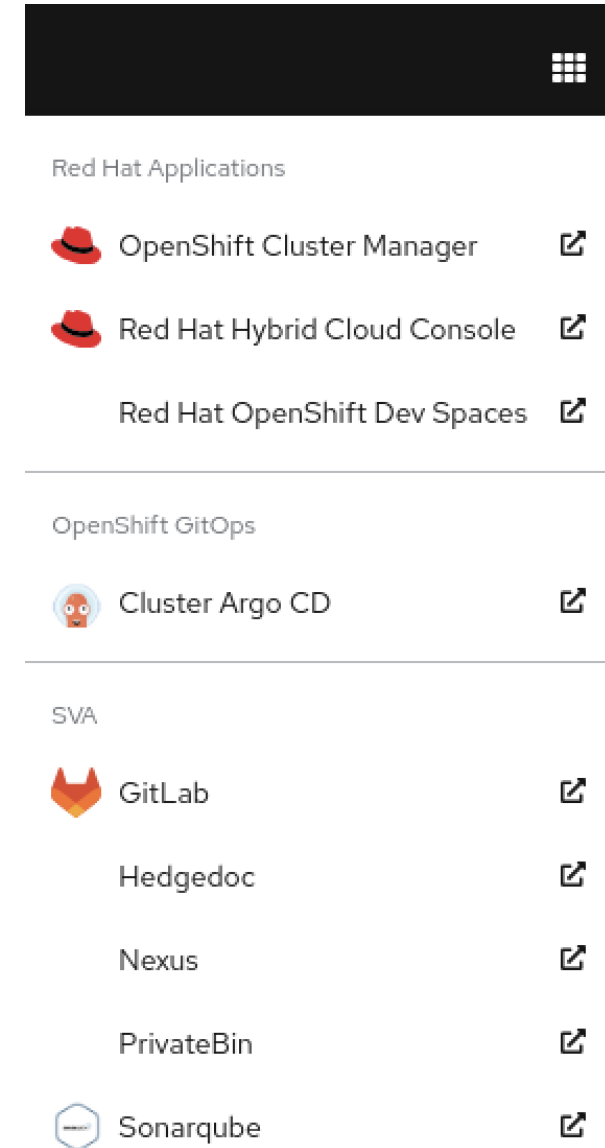 Red Hat Applications
OpenShift Cluster Manager
Red Hat Hybrid Cloud Console
Red Hat OpenShift Dev Spaces
OpenShift GitOps
Cluster Argo CD
SVA
GitLab
Hedgedoc
Nexus
PrivateBin
Sonarqube